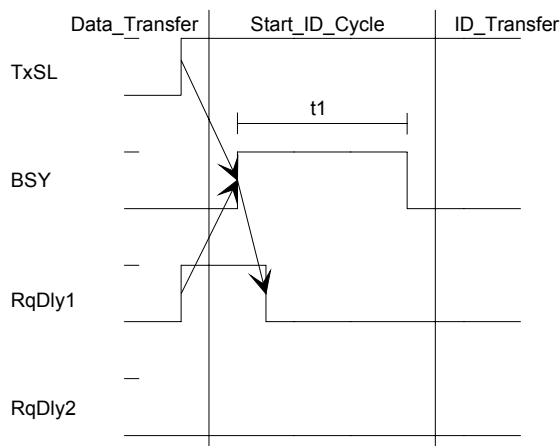 Data_Transfer Start_ID_Cycle ID_Transfer
TxSL
t1
BSY
RqDly1
RqDly2